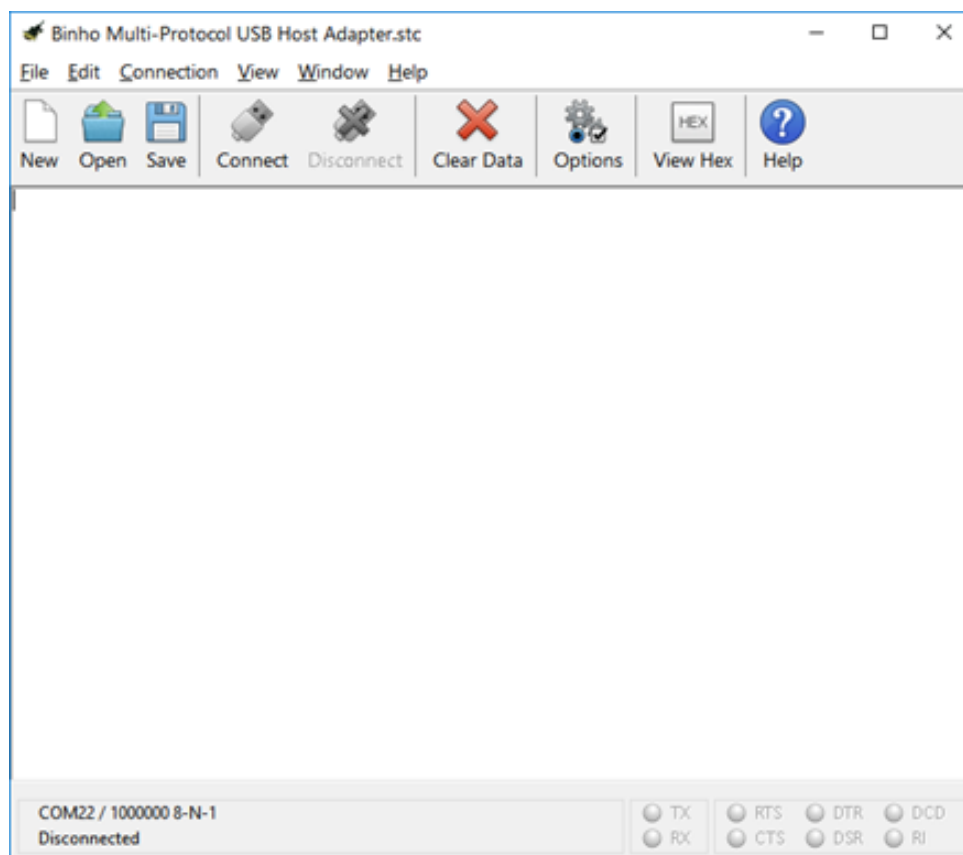 Binho Multi-Protocol USB Host Adapter.stc
File Edit Connection View Window Help
HEX
New Open Save Connect Disconnect Clear Data Options View Hex Help
COM22 / 1000000 8-N-1
Disconnected
TX RTS DTR DCD
RX CTS DSR RI